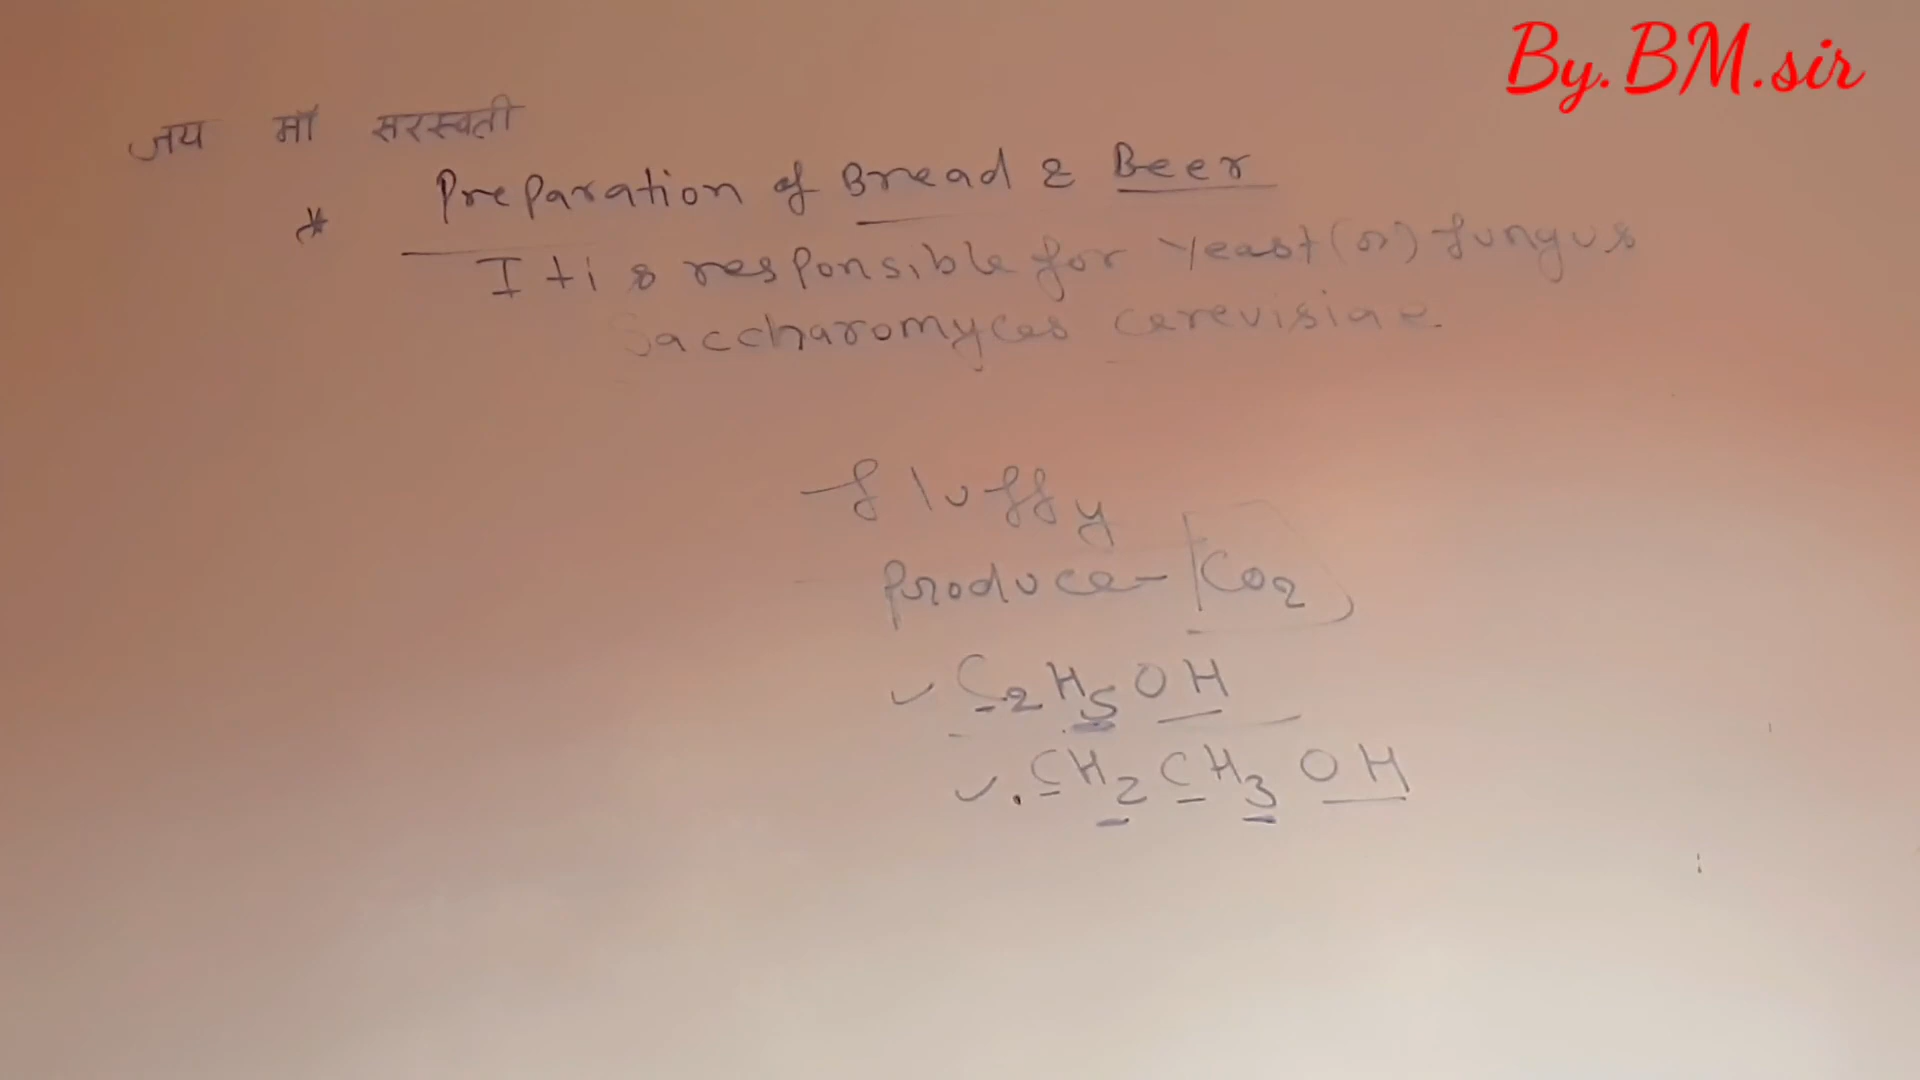 By.BM.sir
जय माँ सरस्वती
* Preparation of Bread & Beer
It is responsible for Yeast (or) fungus
Saccharomyces cerevisiae
fluffy
produce - CO2
C2H5OH
CH2CH3OH